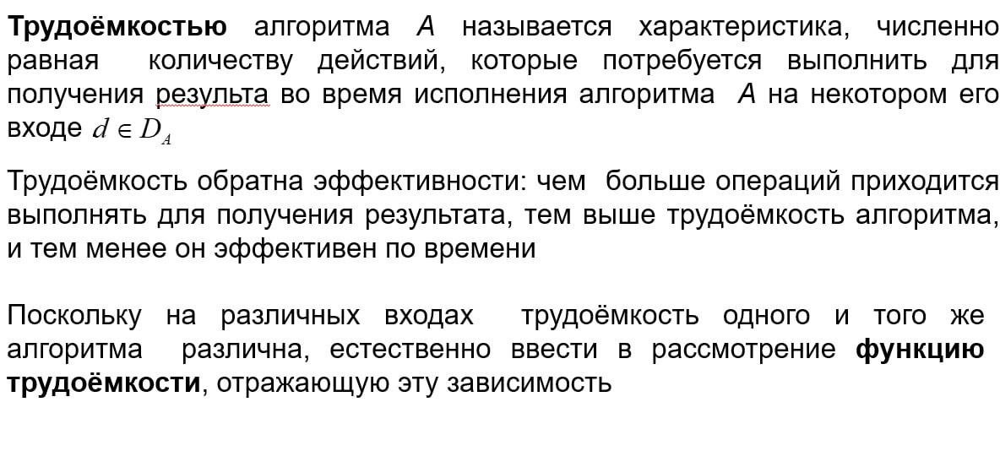 Трудоёмкостью алгоритма A называется характеристика, численно
равная количеству действий, которые потребуется выполнить для
получения результа во время исполнения алгоритма A на некотором его
входе d ∈ D_A
Трудоёмкость обратна эффективности: чем больше операций приходится
выполнять для получения результата, тем выше трудоёмкость алгоритма,
и тем менее он эффективен по времени
Поскольку на различных входах трудоёмкость одного и того же
алгоритма различна, естественно ввести в рассмотрение функцию
трудоёмкости, отражающую эту зависимость